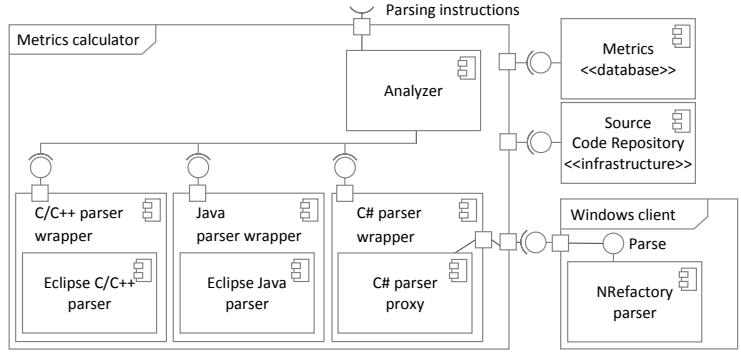 Parsing instructions
Metrics calculator
Analyzer
Metrics
<<database>>
Source
Code Repository
<<infrastructure>>
C/C++ parser
wrapper
Eclipse C/C++
parser
Java
parser wrapper
Eclipse Java
parser
C# parser
wrapper
C# parser
proxy
Windows client
Parse
NRefactory
parser